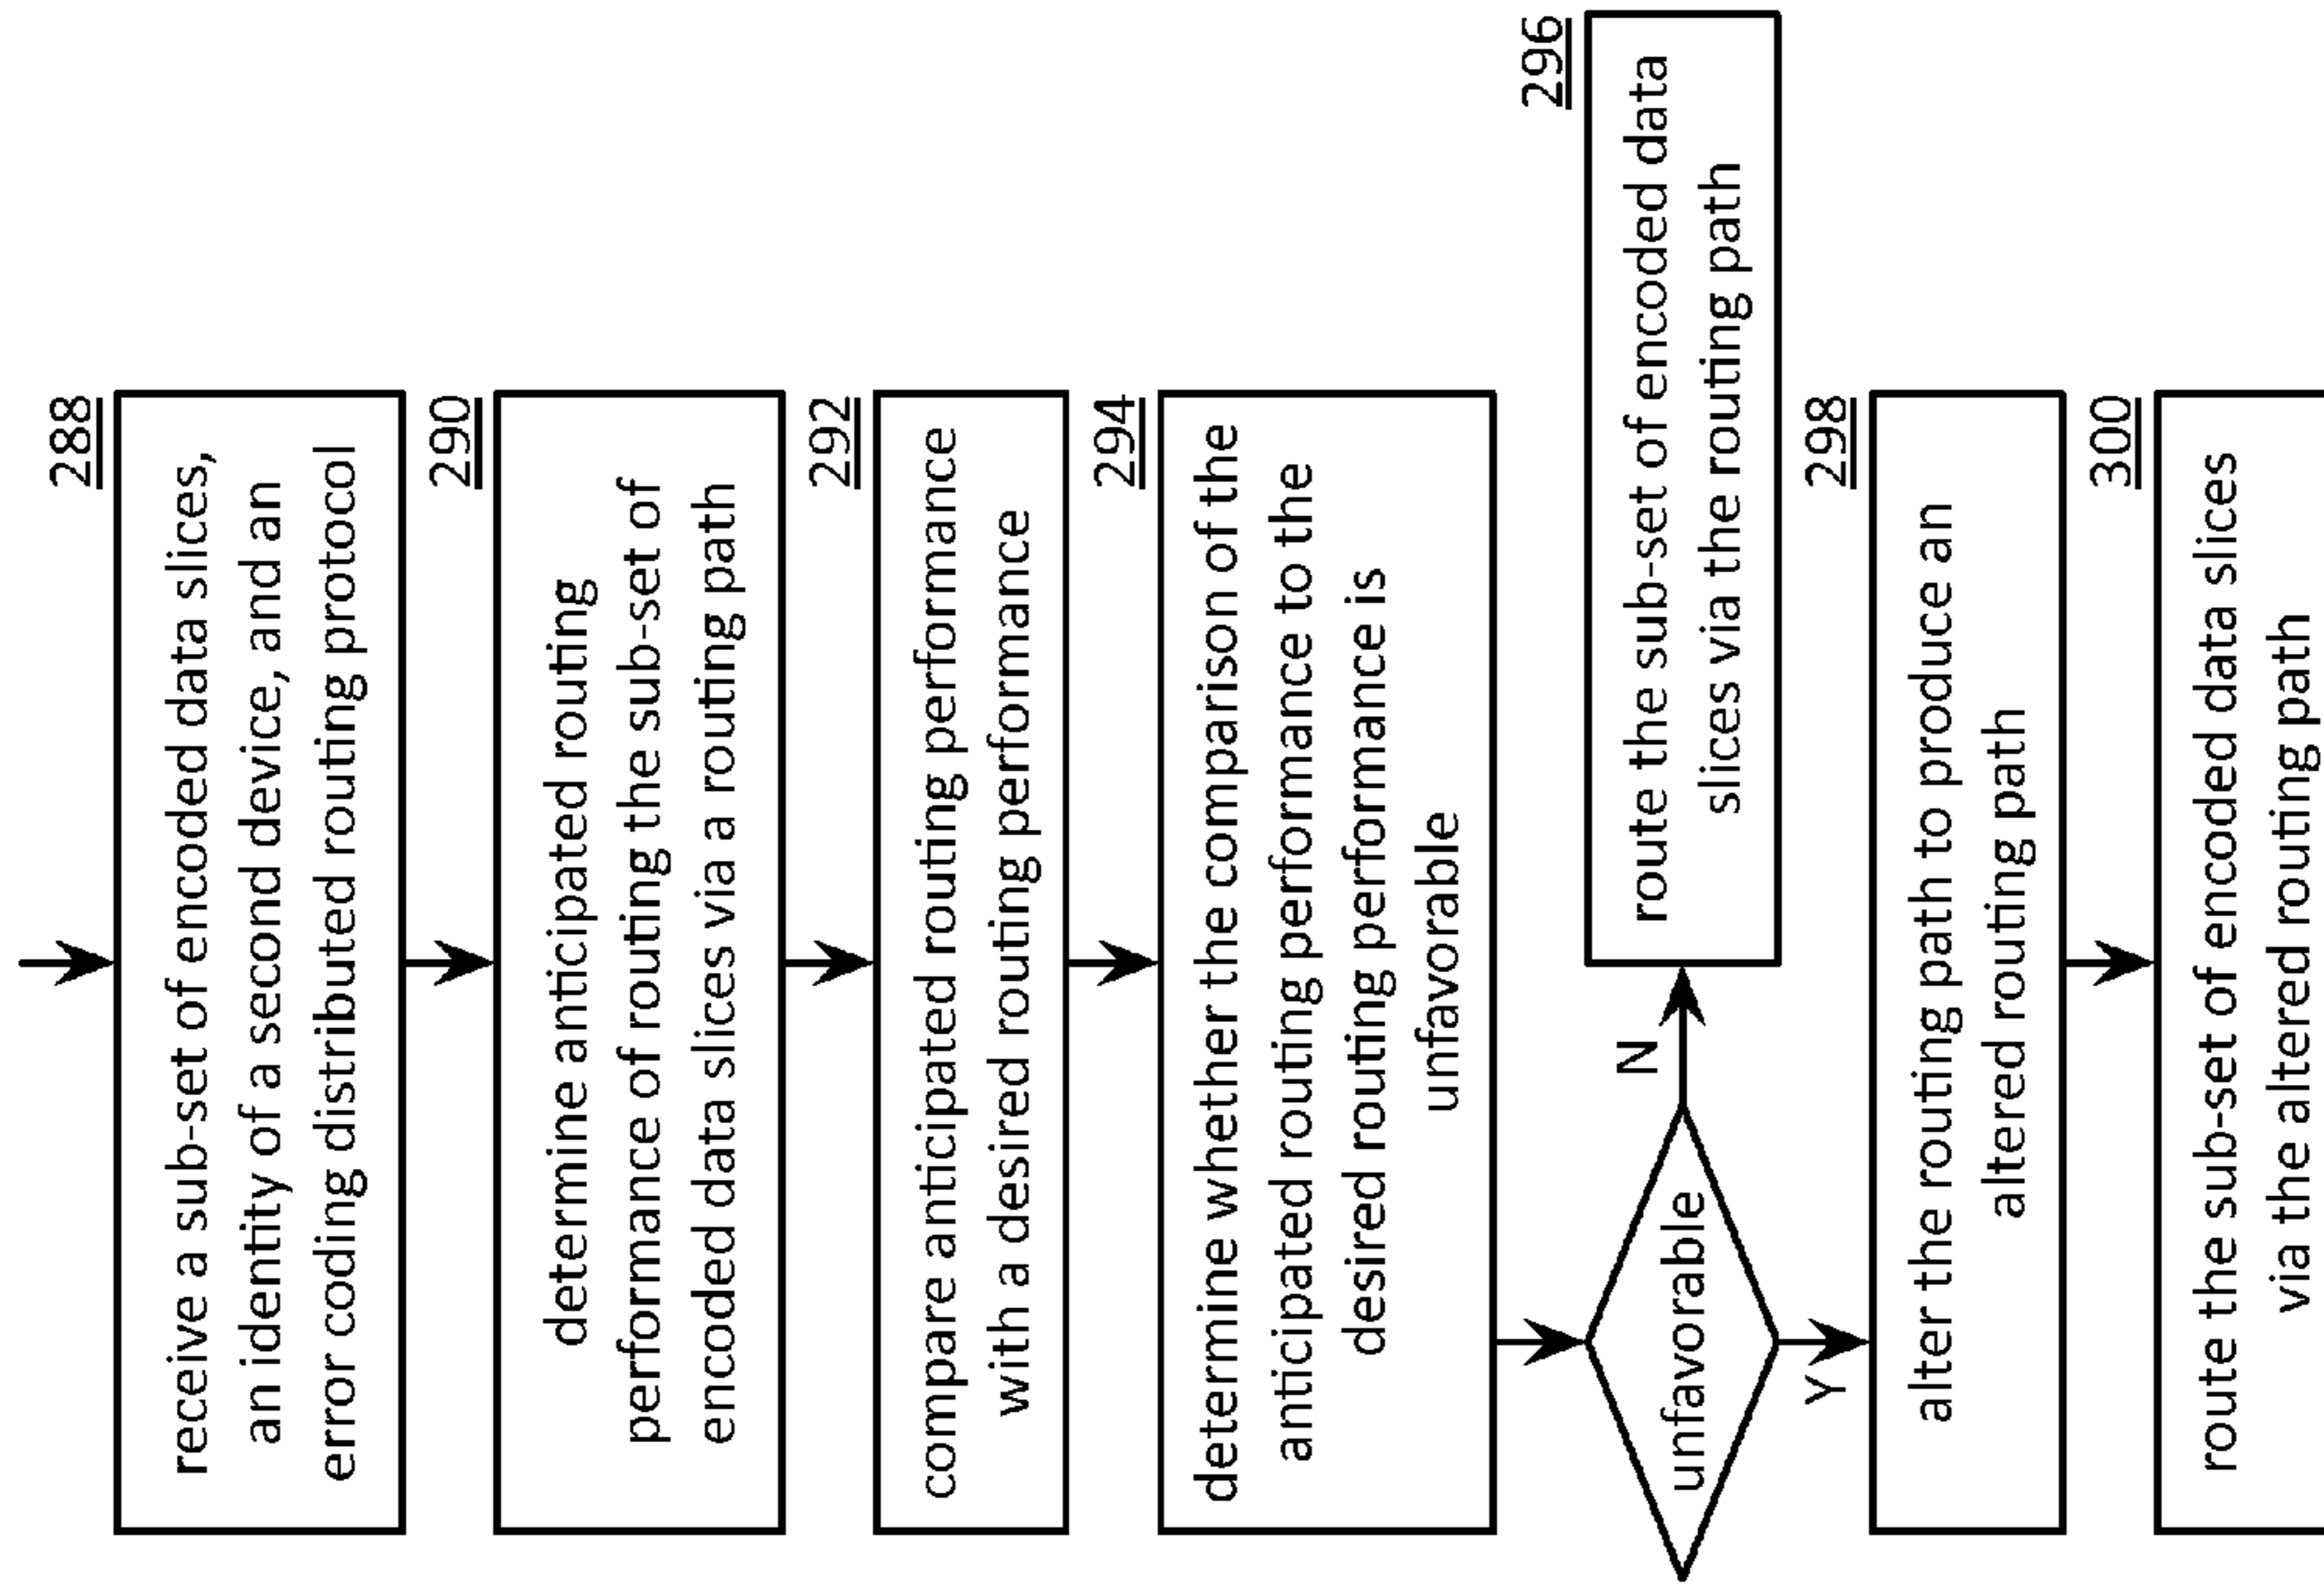 288
receive a sub-set of encoded data slices,
an identity of a second device, and an
error coding distributed routing protocol
290
determine anticipated routing
performance of routing the sub-set of
encoded data slices via a routing path
292
compare anticipated routing performance
with a desired routing performance
294
determine whether the comparison of the
anticipated routing performance to the
desired routing performance is
unfavorable
unfavorable
N
296
route the sub-set of encoded data
slices via the routing path
Y
298
alter the routing path to produce an
altered routing path
300
route the sub-set of encoded data slices
via the altered routing path